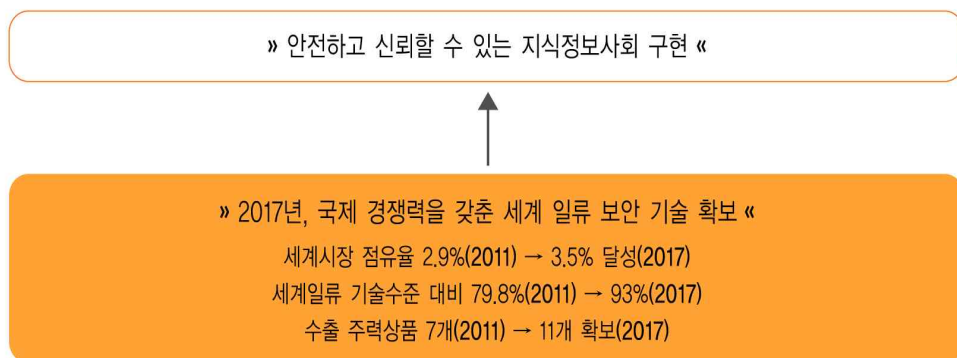 » 안전하고 신뢰할 수 있는 지식정보사회 구현 «
» 2017년, 국제 경쟁력을 갖춘 세계 일류 보안 기술 확보 «
세계시장 점유율 2.9%(2011) → 3.5% 달성(2017)
세계일류 기술수준 대비 79.8%(2011) → 93%(2017)
수출 주력상품 7개(2011) → 11개 확보(2017)